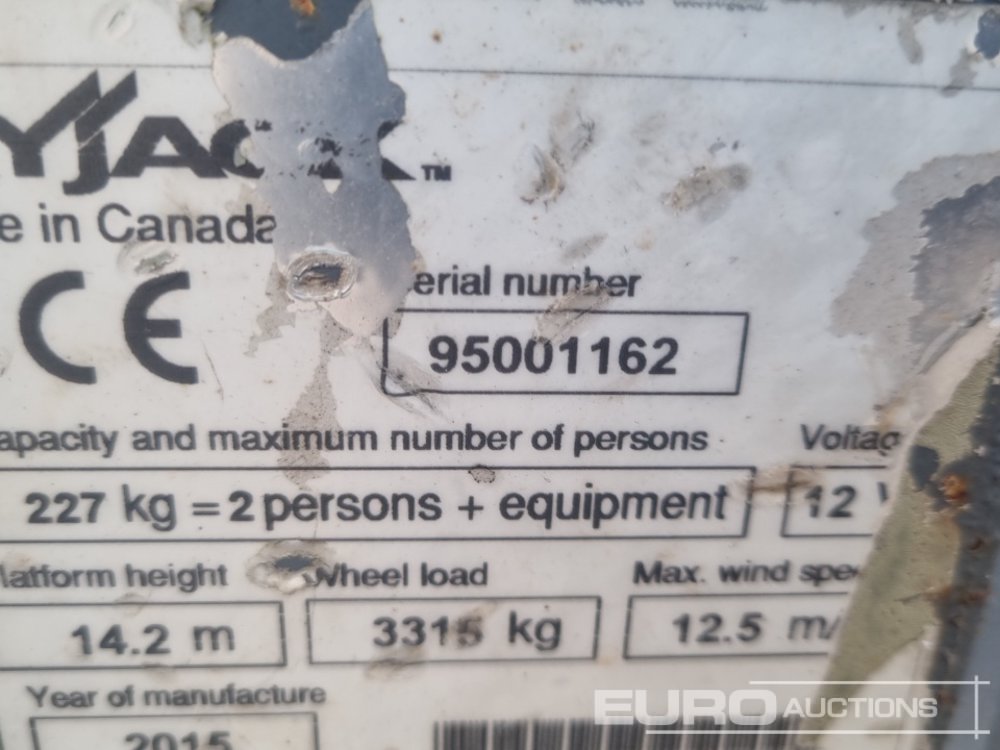 YJACK™
e in Canada
CE
erial number
95001162
apacity and maximum number of persons
Voltag
227 kg = 2 persons + equipment
12 V
latform height
Wheel load
Max. wind spe
14.2 m
3315 kg
12.5 m/
Year of manufacture
2015
EURO AUCTIONS